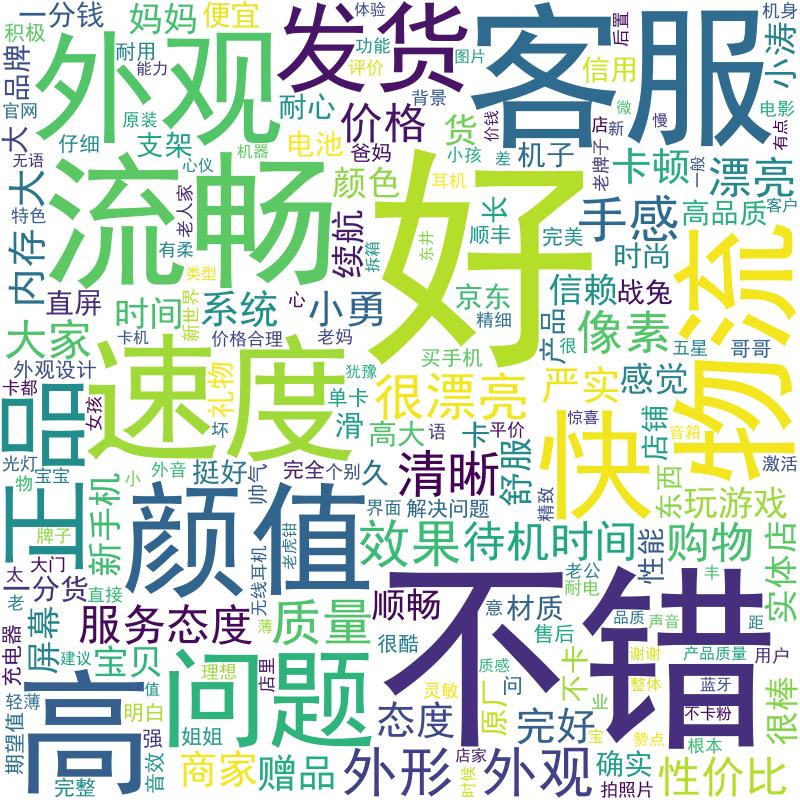 一分钱
妈妈
便宜
体验
机身
积极
发货
客服
后置
小涛
外观
功能
图片
信用
品牌
耐用
能力
评价
官网
原装
耐心
背景
价格
价钱
微
电影
大
仔细
支架
电池
货
店
新
慢
有点
无语
心仪
机器
爸妈
小孩
差
机子
老牌子
一般
漂亮
卡顿
流畅
好
颜色
耳机
特色
老人家
大
长
手感
高品质
客户
内存
有柔
续航
拆箱
顺丰
完美
时尚
类型
东井
物流
直屏
时间
新世界
系统
心
小勇
京东
信赖
战兔
大家
卡机
价格合理
老妈
精细
产品
很
像素
五星
哥哥
外观设计
速度
买手机
犹豫
礼物
很漂亮
严实
感觉
卡都
女孩
单卡
正品
坏
滑
高大
语
卡
平价
惊喜
快
店铺
音箱
光灯
宝宝
物
小
外音
挺好
帅气
完全
个别
久
清晰
舒服
精致
东西
激活
新手机
颜值
界面
解决问题
玩游戏
牌子
老虎钳
效果
待机时间
性能
购物
太
大门
一分货
直接
无线耳机
老公
耐电
丰
实体店
老
充电器
屏幕
服务态度
薄
质量
顺畅
意
材质
不错
品质
声音
距
建议
宝贝
理想
店里
很酷
售后
谢谢
产品质量
用户
高
问题
质感
问
不卡
整体
蓝牙
期望值
轻薄
值
灵敏
原厂
业
不卡粉
很棒
明白
强
姐姐
态度
完好
宝
赞点
根本
完整
音效
商家
赠品
外形
店家
时候
外观
确实
拍照片
性价比